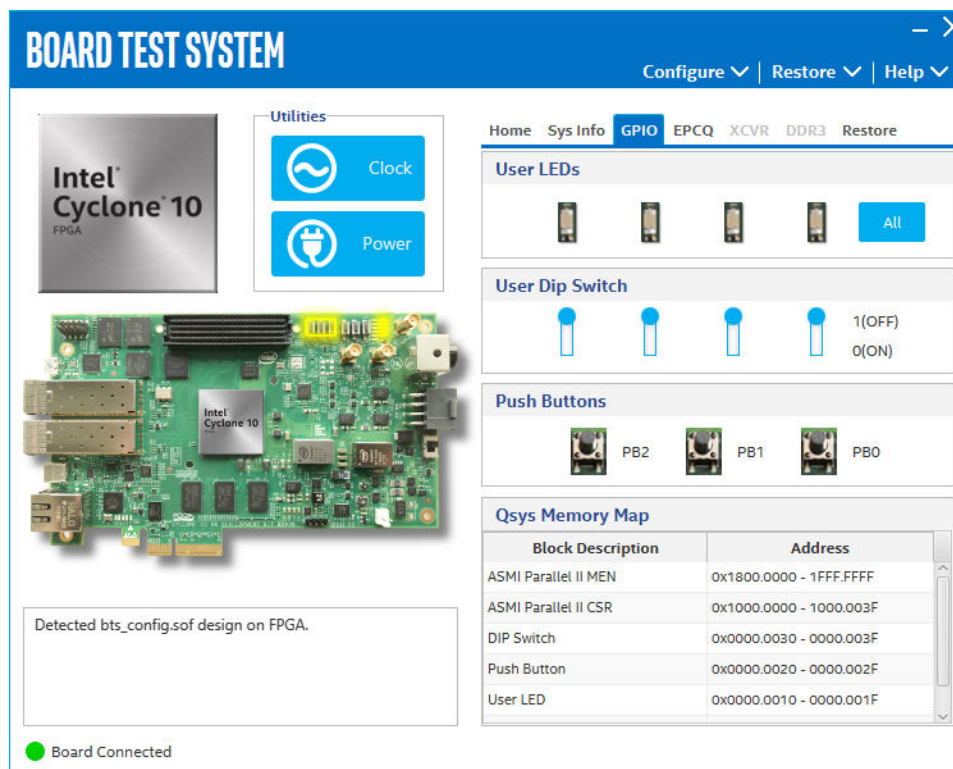 BOARD TEST SYSTEM
Configure | Restore | Help
Utilities
Intel® Cyclone® 10
FPGA
Clock
Power
Intel®
Cyclone® 10
Home Sys Info GPIO EPCQ XCVR DDR3 Restore
User LEDs
All
User Dip Switch
1(OFF)
0(ON)
Push Buttons
PB2 PB1 PB0
Qsys Memory Map
Block Description Address
ASMI Parallel II MEN 0x1800.0000 - 1FFF.FFFF
ASMI Parallel II CSR 0x1000.0000 - 1000.003F
DIP Switch 0x0000.0030 - 0000.003F
Push Button 0x0000.0020 - 0000.002F
User LED 0x0000.0010 - 0000.001F
Detected bts_config.sof design on FPGA.
Board Connected